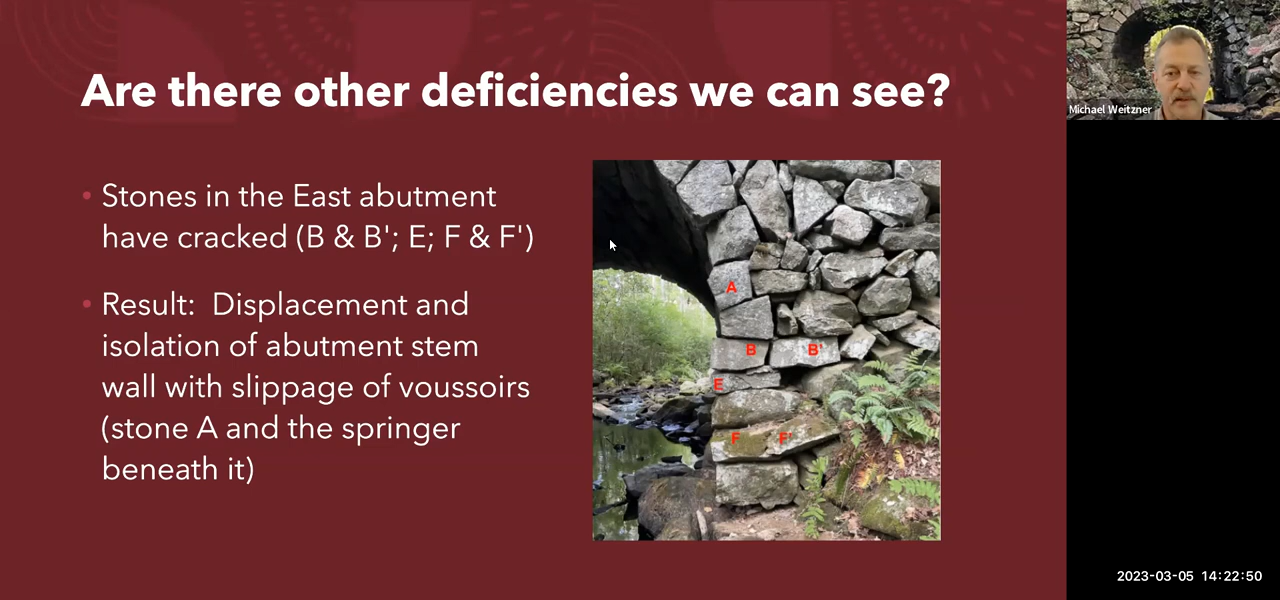 Are there other deficiencies we can see?
• Stones in the East abutment
have cracked (B & B'; E; F & F')
• Result:  Displacement and
isolation of abutment stem
wall with slippage of voussoirs
(stone A and the springer
beneath it)
A
B B'
E
F F'
Michael Weitzner
2023-03-05 14:22:50